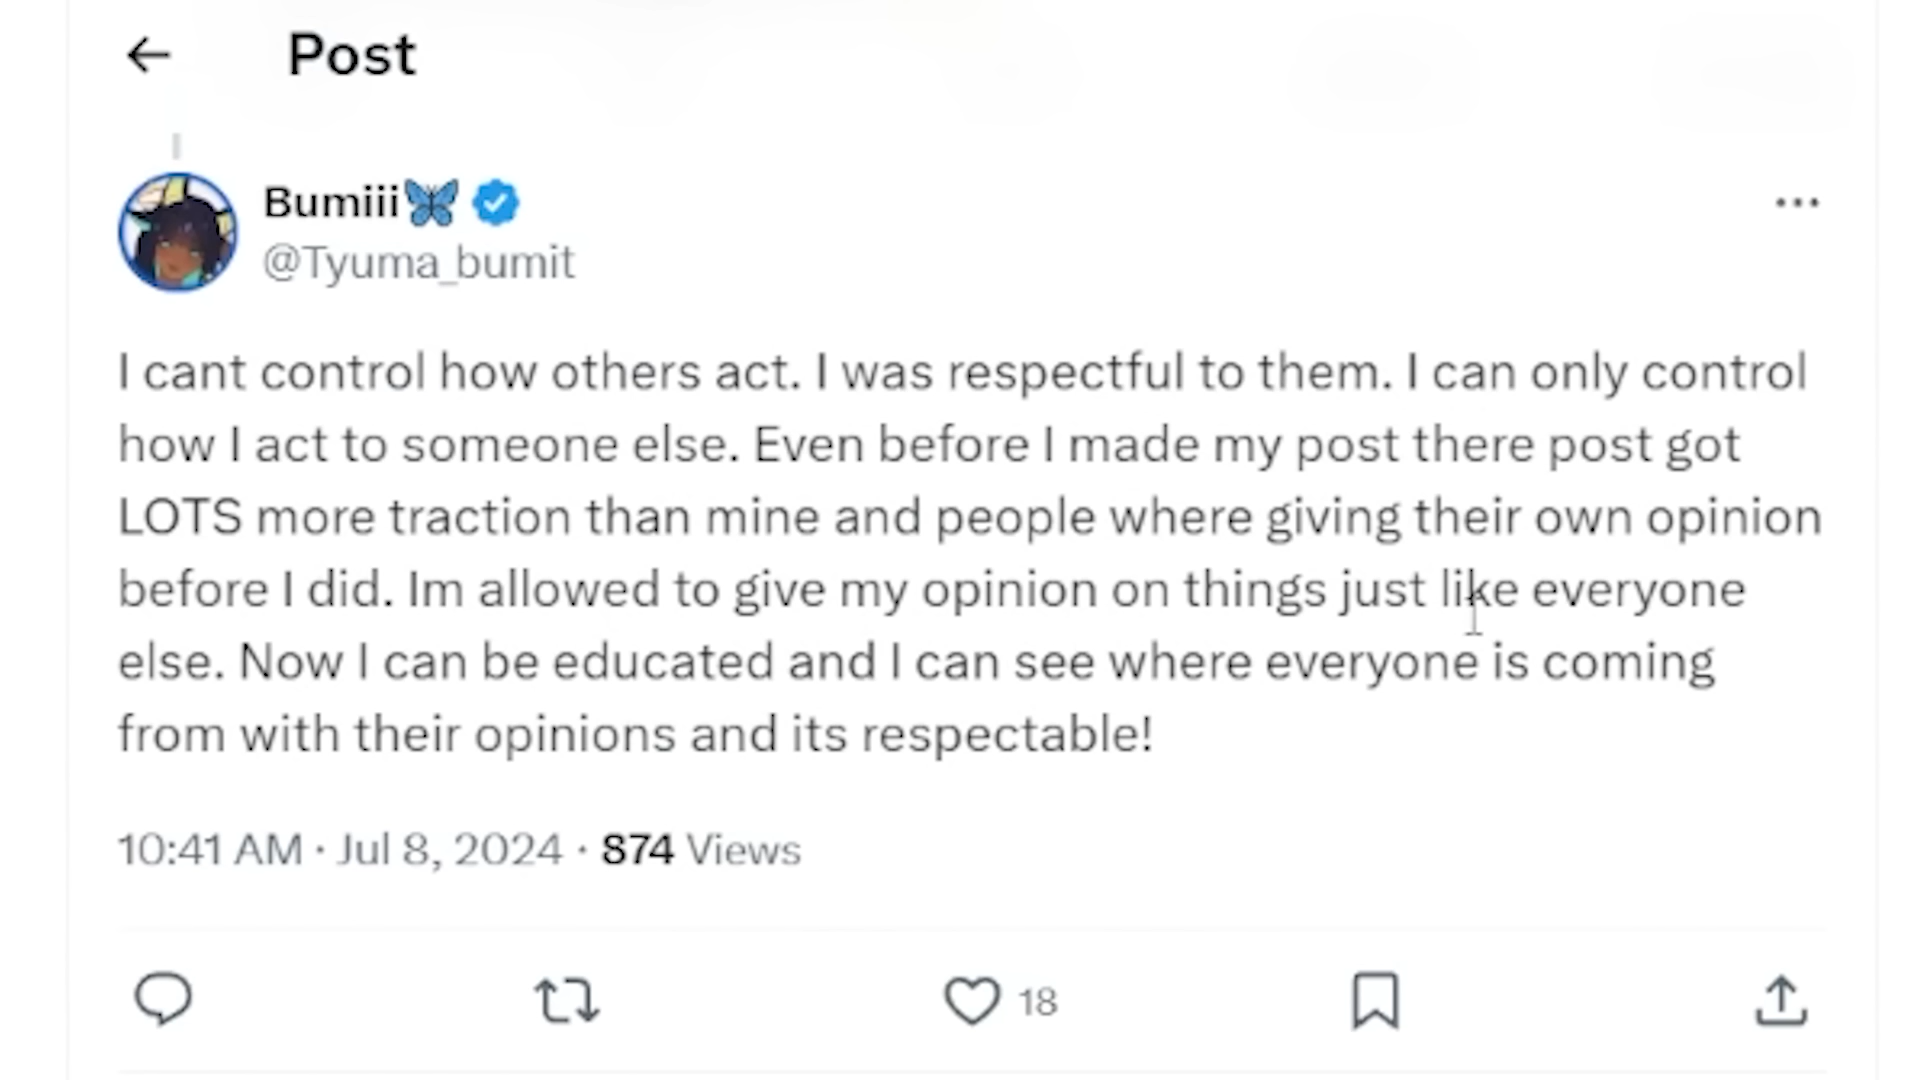 Post
Bumiii🦋
@Tyuma_bumit
I cant control how others act. I was respectful to them. I can only control
how I act to someone else. Even before I made my post there post got
LOTS more traction than mine and people where giving their own opinion
before I did. Im allowed to give my opinion on things just like everyone
else. Now I can be educated and I can see where everyone is coming
from with their opinions and its respectable!
10:41 AM · Jul 8, 2024 · 874 Views
18